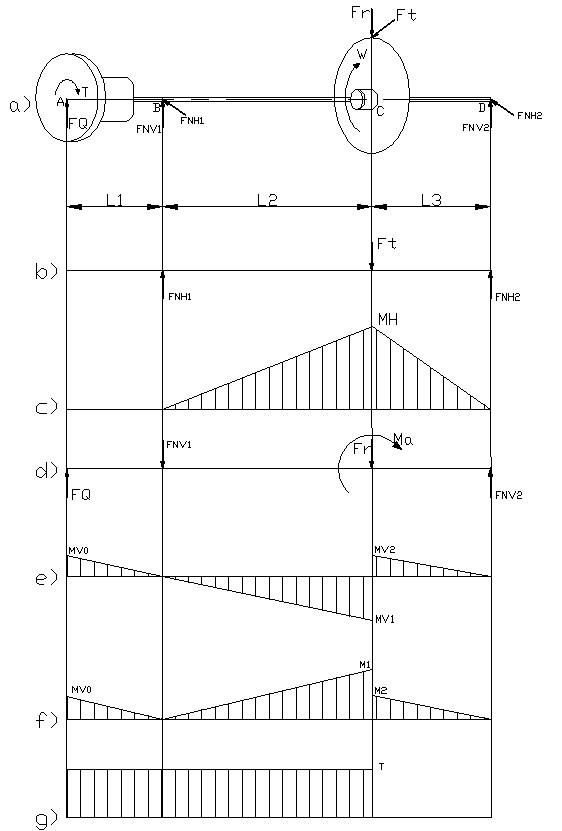 Fr Ft
W
a) A T B C D
FQ FNV1 FNH1 FNV2 FNH2
L1 L2 L3
Ft
b)
FNH1 FNH2
MH
c)
FNV1 Fr Ma
d)
FQ FNV2
MV0 MV2
e)
MV1
MV0 M1 M2
f)
T
g)